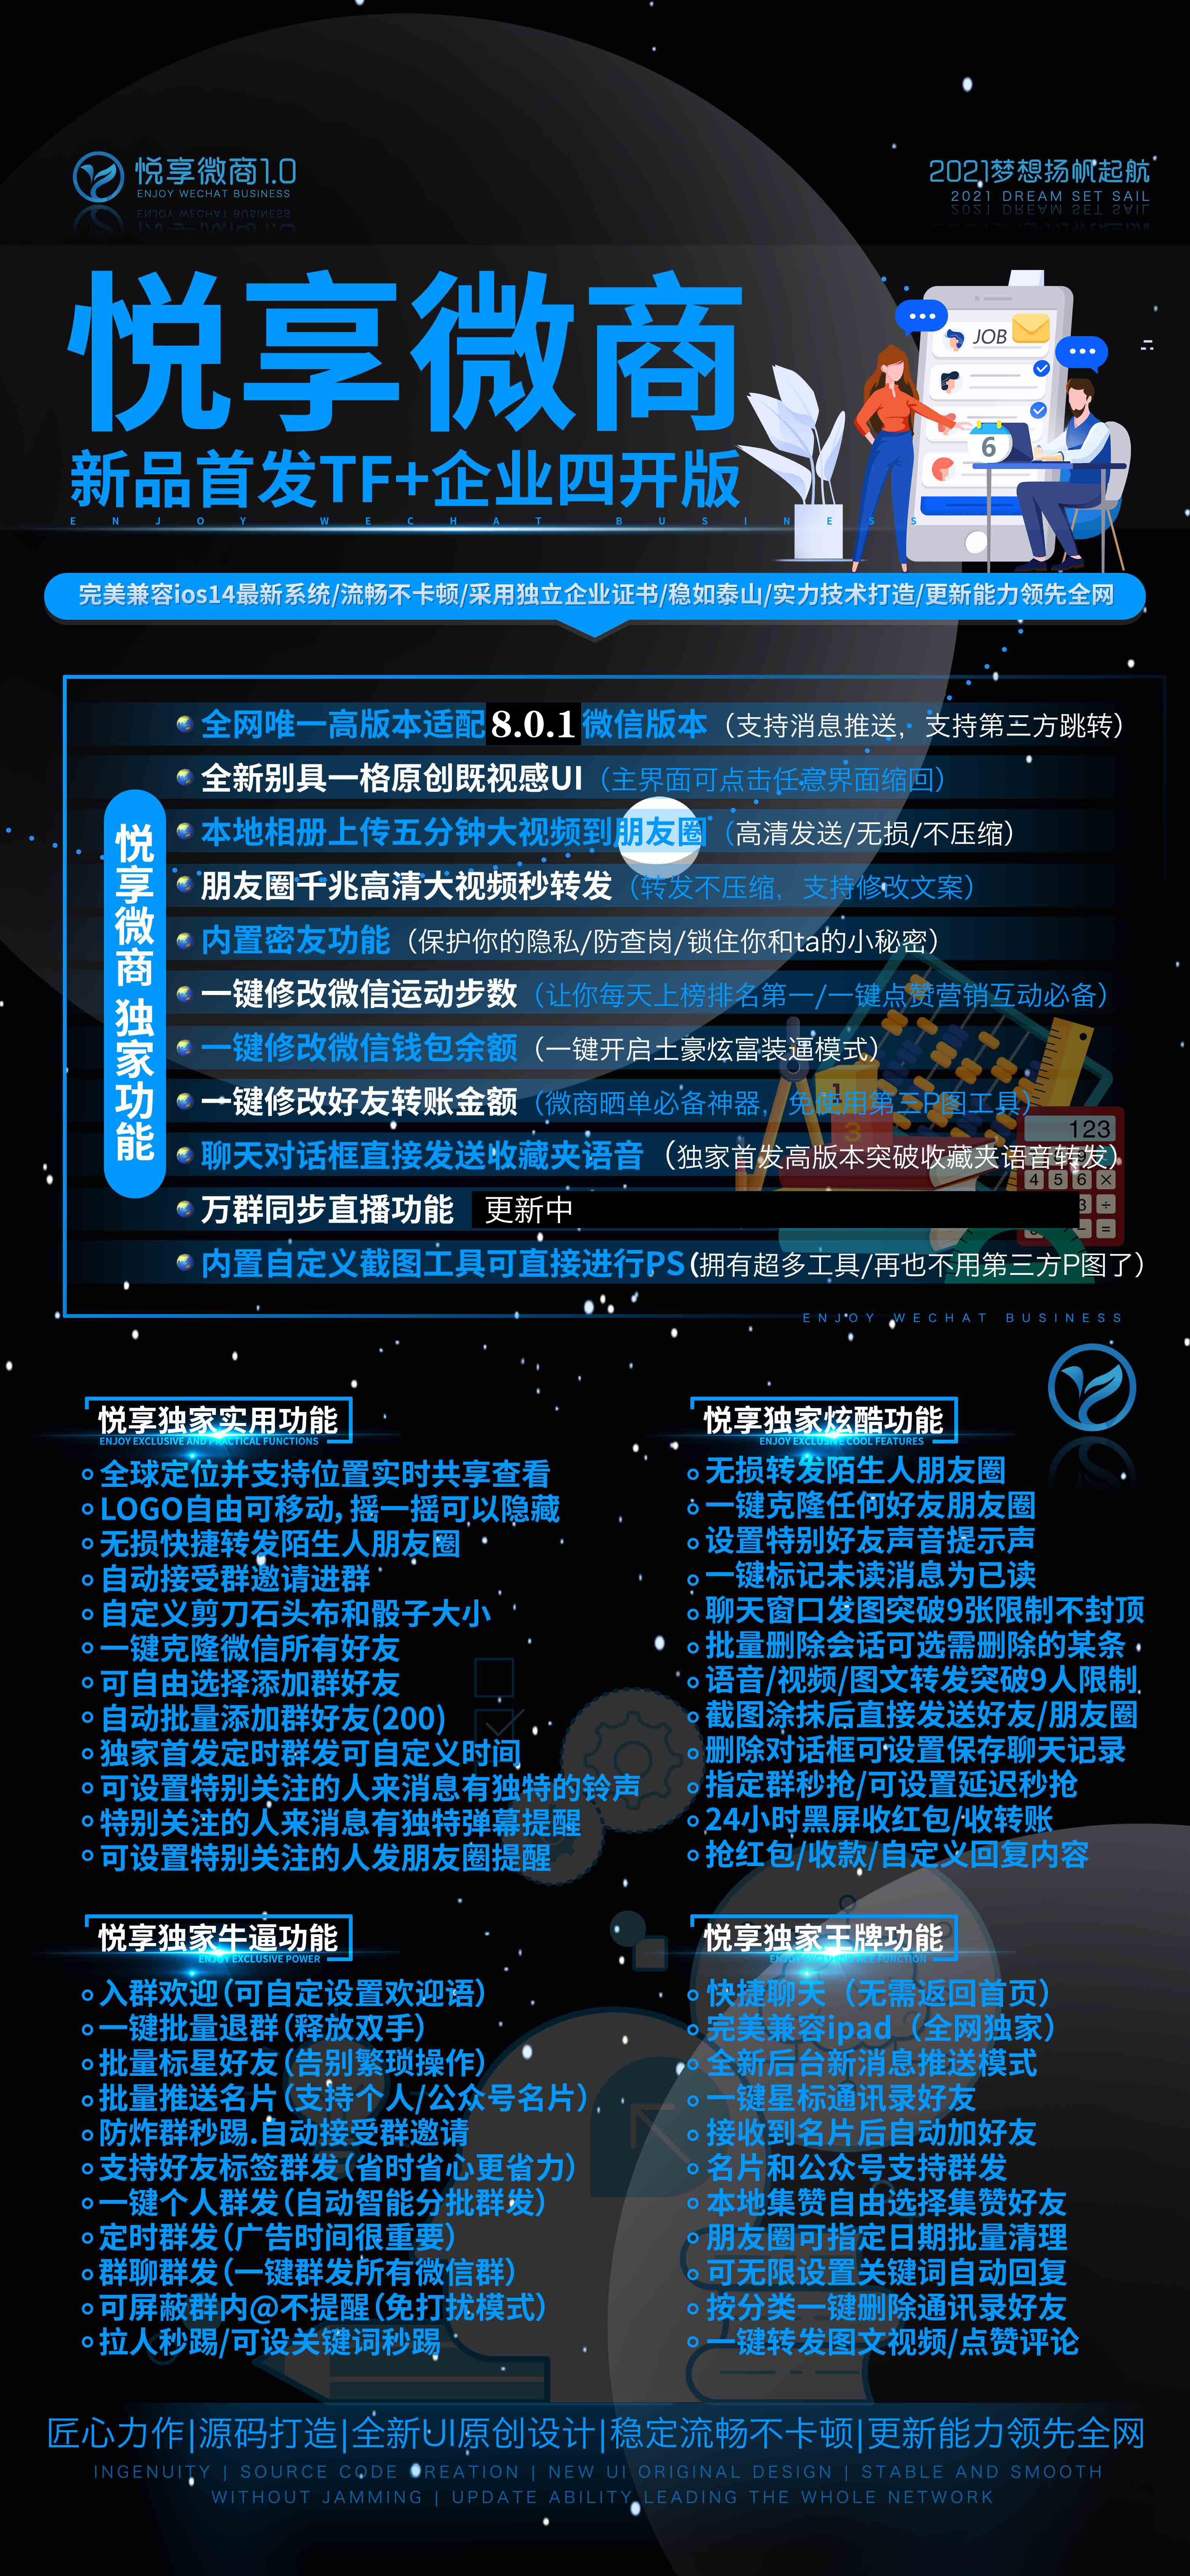 悦享微商1.0
ENJOY WECHAT BUSINESS
2021梦想扬帆起航
2021 DREAM SET SAIL
悦享微商
JOB
6
新品首发TF+企业四开版
ENJOY WECHAT BUSINESS
完美兼容ios14最新系统/流畅不卡顿/采用独立企业证书/稳如泰山/实力技术打造/更新能力领先全网
悦享微商 独家功能
全网唯一高版本适配8.0.1微信版本（支持消息推送，支持第三方跳转）
全新别具一格原创既视感UI（主界面可点击任意界面缩回）
本地相册上传五分钟大视频到朋友圈（高清发送/无损/不压缩）
朋友圈千兆高清大视频秒转发（转发不压缩，支持修改文案）
内置密友功能（保护你的隐私/防查岗/锁住你和ta的小秘密）
一键修改微信运动步数（让你每天上榜排名第一/一键点赞营销互动必备）
一键修改微信钱包余额（一键开启土豪炫富装逼模式）
一键修改好友转账金额（微商晒单必备神器，免使用第三P图工具）
聊天对话框直接发送收藏夹语音（独家首发高版本突破收藏夹语音转发）
万群同步直播功能 更新中
内置自定义截图工具可直接进行PS(拥有超多工具/再也不用第三方P图了）
1
3
123
4 5 6 ×
3 ÷
- =
ENJOY WECHAT BUSINESS
悦享独家实用功能
ENJOY EXCLUSIVE AND PRACTICAL FUNCTIONS
全球定位并支持位置实时共享查看
LOGO自由可移动，摇一摇可以隐藏
无损快捷转发陌生人朋友圈
自动接受群邀请进群
自定义剪刀石头布和骰子大小
一键克隆微信所有好友
可自由选择添加群好友
自动批量添加群好友(200)
独家首发定时群发可自定义时间
可设置特别关注的人来消息有独特的铃声
特别关注的人来消息有独特弹幕提醒
可设置特别关注的人发朋友圈提醒
悦享独家炫酷功能
ENJOY EXCLUSIVE COOL FEATURES
无损转发陌生人朋友圈
一键克隆任何好友朋友圈
设置特别好友声音提示声
一键标记未读消息为已读
聊天窗口发图突破9张限制不封顶
批量删除会话可选需删除的某条
语音/视频/图文转发突破9人限制
截图涂抹后直接发送好友/朋友圈
删除对话框可设置保存聊天记录
指定群秒抢/可设置延迟秒抢
24小时黑屏收红包/收转账
抢红包/收款/自定义回复内容
悦享独家牛逼功能
ENJOY EXCLUSIVE POWER
入群欢迎（可自定设置欢迎语）
一键批量退群（释放双手）
批量标星好友（告别繁琐操作）
批量推送名片（支持个人/公众号名片）
防炸群秒踢.自动接受群邀请
支持好友标签群发（省时省心更省力）
一键个人群发（自动智能分批群发）
定时群发（广告时间很重要）
群聊群发（一键群发所有微信群）
可屏蔽群内@不提醒（免打扰模式）
拉人秒踢/可设关键词秒踢
悦享独家王牌功能
ENJOY EXCLUSIVE ACE FUNCTION
快捷聊天（无需返回首页）
完美兼容ipad（全网独家）
全新后台新消息推送模式
一键星标通讯录好友
接收到名片后自动加好友
名片和公众号支持群发
本地集赞自由选择集赞好友
朋友圈可指定日期批量清理
可无限设置关键词自动回复
按分类一键删除通讯录好友
一键转发图文视频/点赞评论
匠心力作|源码打造|全新UI原创设计|稳定流畅不卡顿|更新能力领先全网
INGENUITY | SOURCE CODE CREATION | NEW UI ORIGINAL DESIGN | STABLE AND SMOOTH
WITHOUT JAMMING | UPDATE ABILITY LEADING THE WHOLE NETWORK